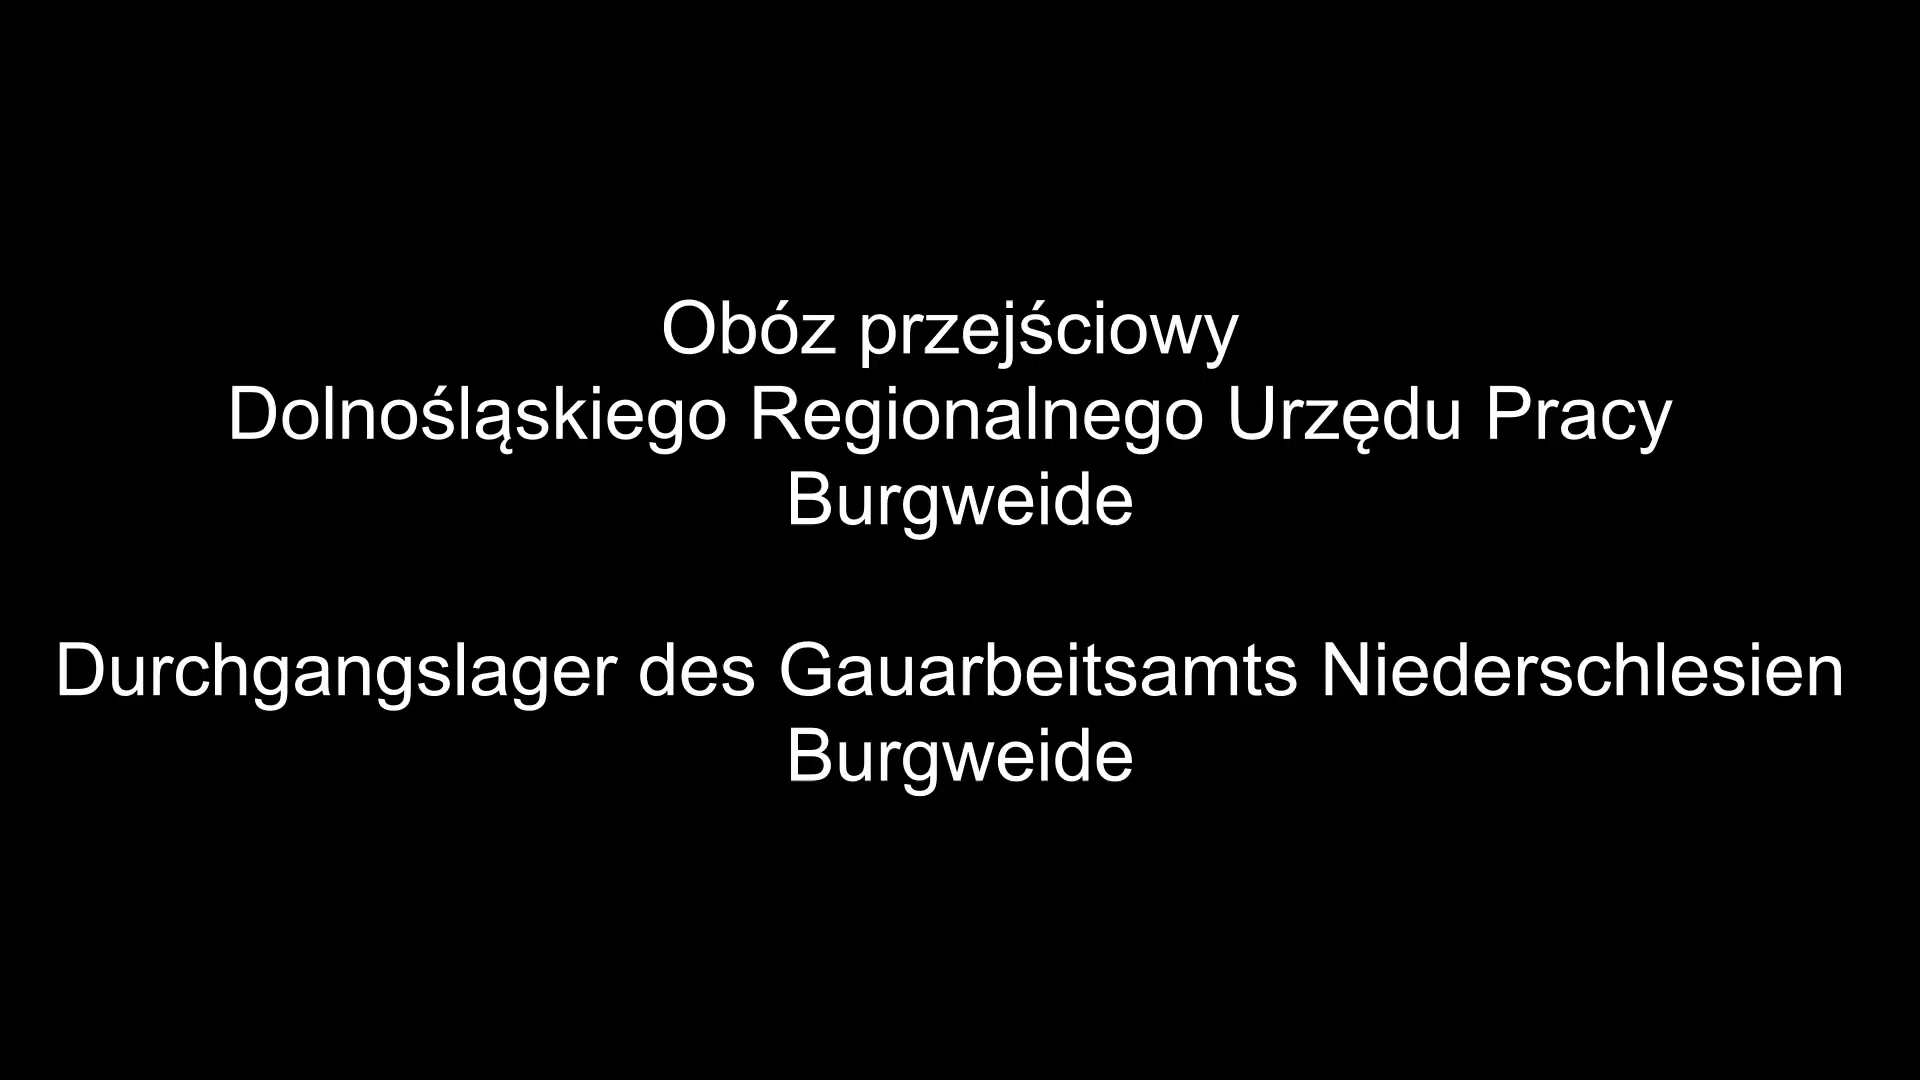 Obóz przejściowy
Dolnośląskiego Regionalnego Urzędu Pracy
Burgweide
Durchgangslager des Gauarbeitsamts Niederschlesien
Burgweide